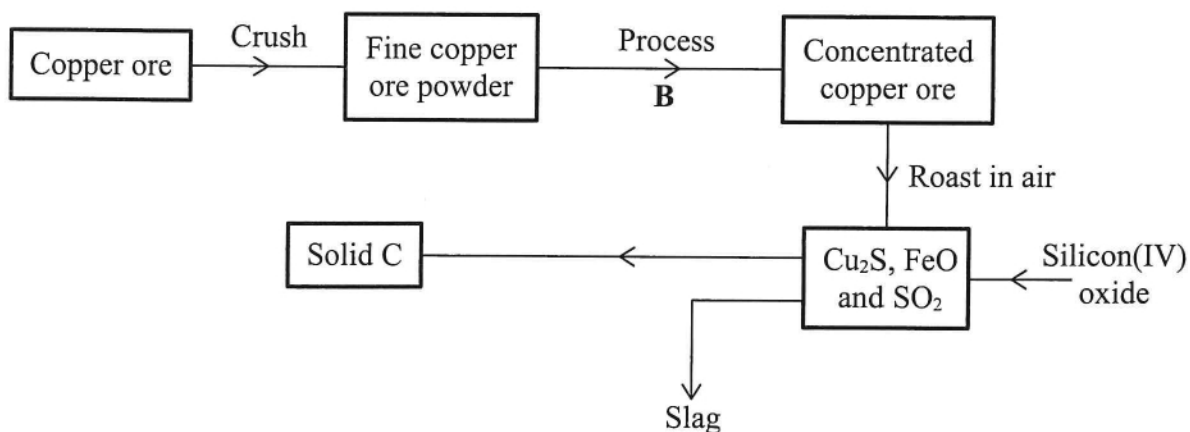 Copper ore
Crush
Fine copper
ore powder
Process
B
Concentrated
copper ore
Roast in air
Solid C
Cu₂S, FeO
and SO₂
Silicon(IV)
oxide
Slag